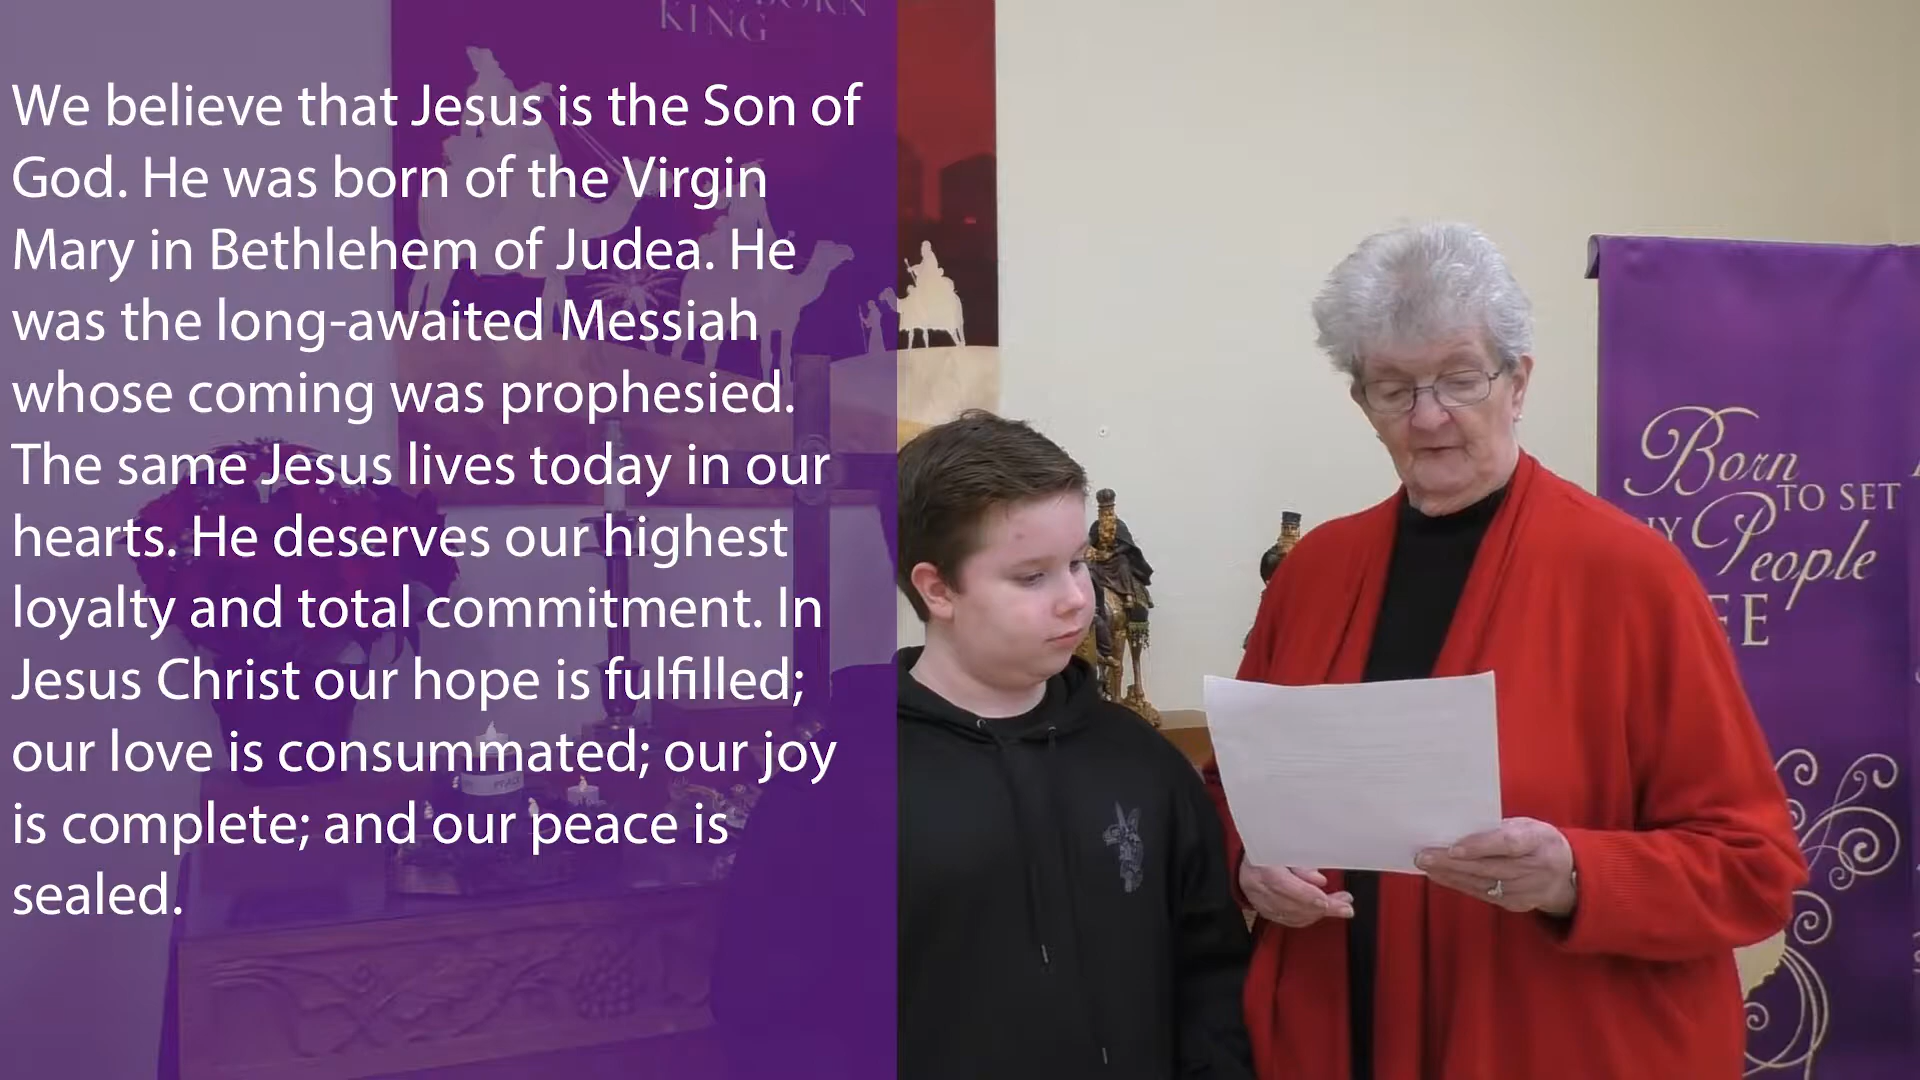 KING
We believe that Jesus is the Son of
God. He was born of the Virgin
Mary in Bethlehem of Judea. He
was the long-awaited Messiah
whose coming was prophesied.
The same Jesus lives today in our
hearts. He deserves our highest
loyalty and total commitment. In
Jesus Christ our hope is fulfilled;
our love is consummated; our joy
is complete; and our peace is
sealed.
PEACE
Born
TO SET
People